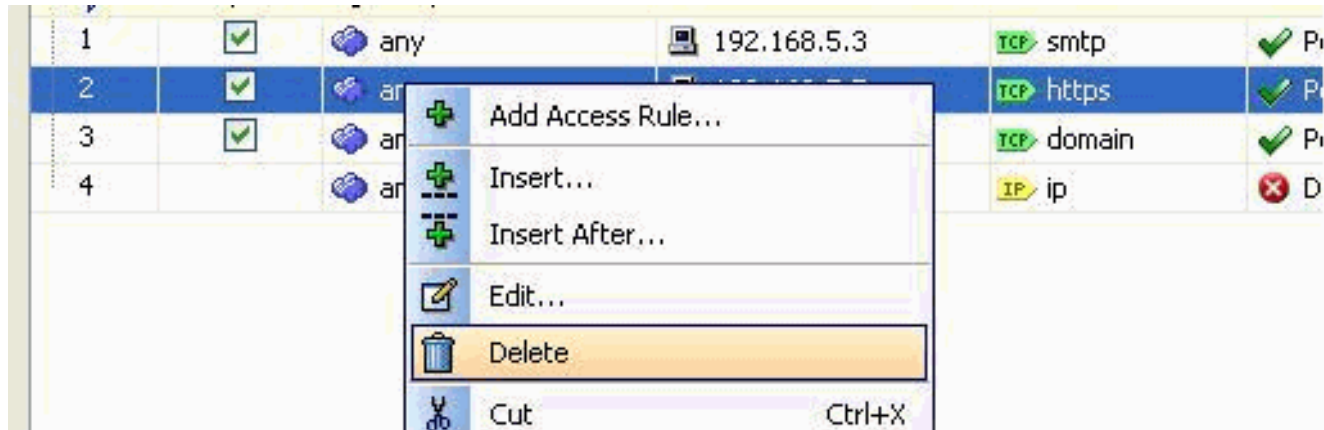 1 any 192.168.5.3 TCP smtp
2 TCP https
3 TCP domain
4 IP ip
Add Access Rule...
Insert...
Insert After...
Edit...
Delete
Cut Ctrl+X